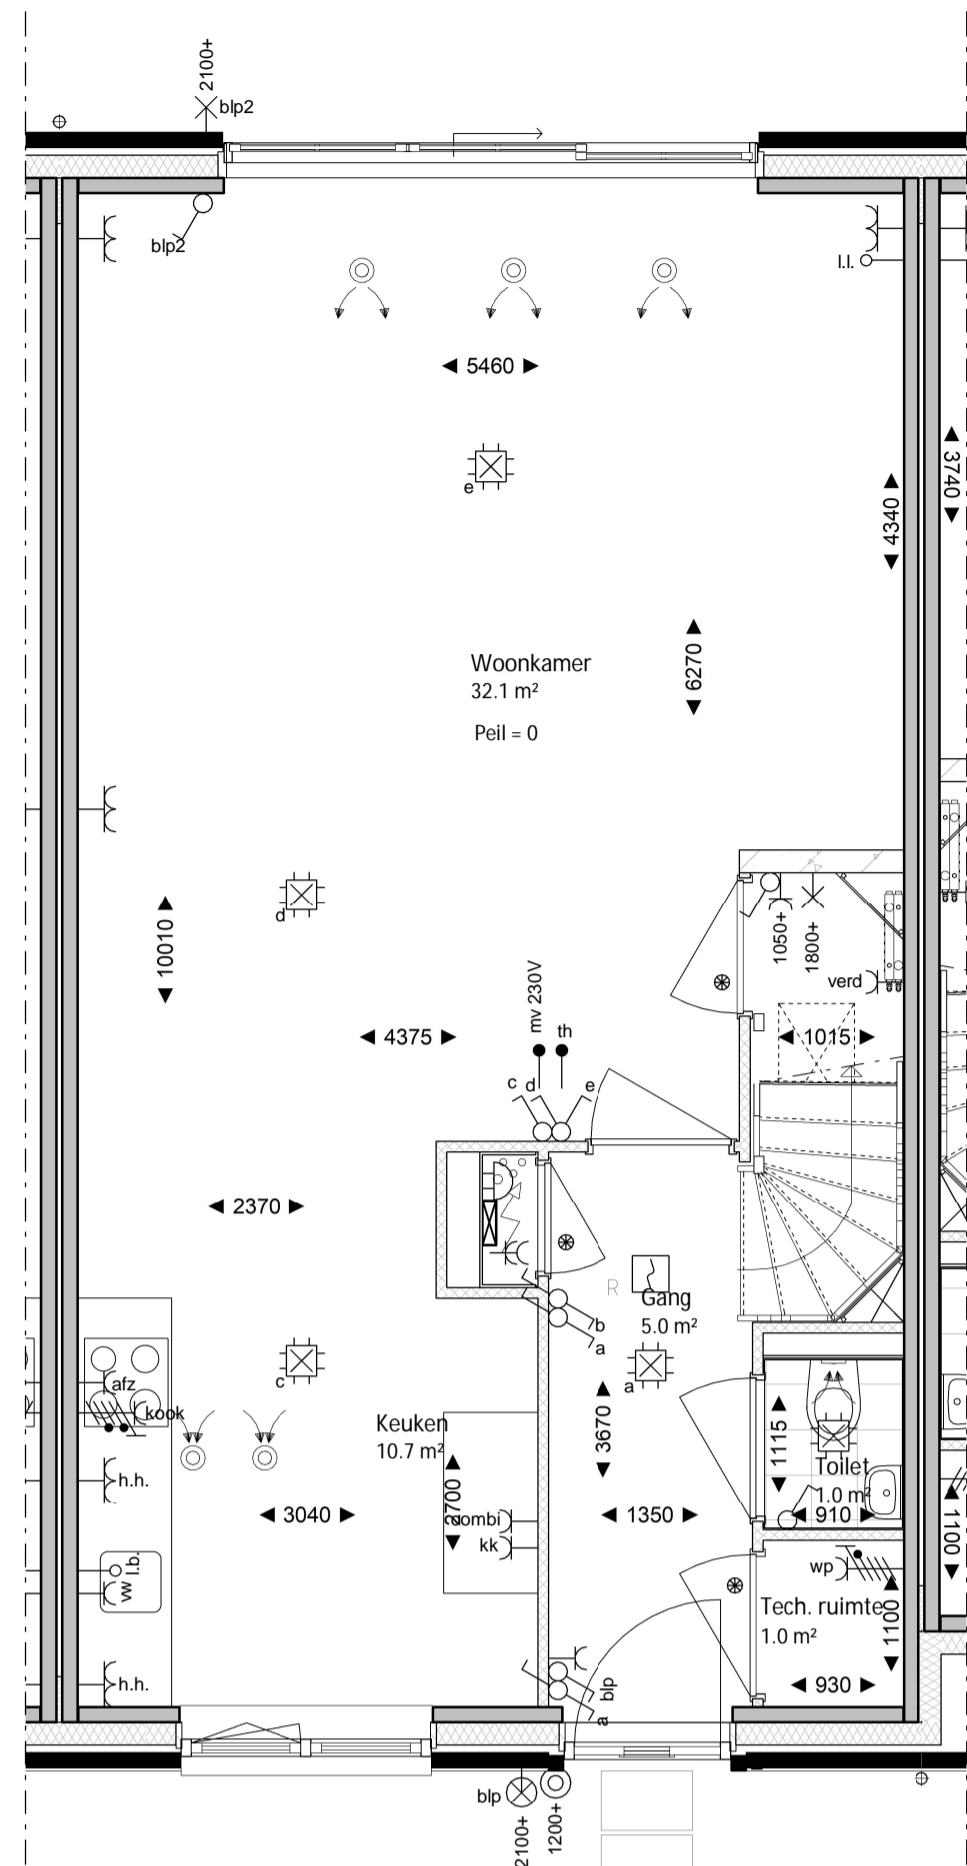 2100+
blp2
blp2
l.l.
◄ 5460 ►
◄ 3740 ►
◄ 4340 ►
e
◄ 6270 ►
Woonkamer
32.1 m²
Peil = 0
d
◄ 10010 ►
1050+
1800+
verd
mv 230V
th
◄ 4375 ►
◄ 1015 ►
c
d
e
◄ 2370 ►
R
Gang
5.0 m²
b
a
c
a
afz
kook
Keuken
10.7 m²
◄ 3670 ►
◄ 1115 ►
Toilet
1.0 m²
h.h.
◄ 2700 ►
◄ 3040 ►
combi
kk
◄ 1350 ►
◄ 910 ►
◄ 1100 ►
l.b.
vw
wp
Tech. ruimte
1.0 m²
◄ 1100 ►
h.h.
blp
a
◄ 930 ►
blp
2100+
1200+